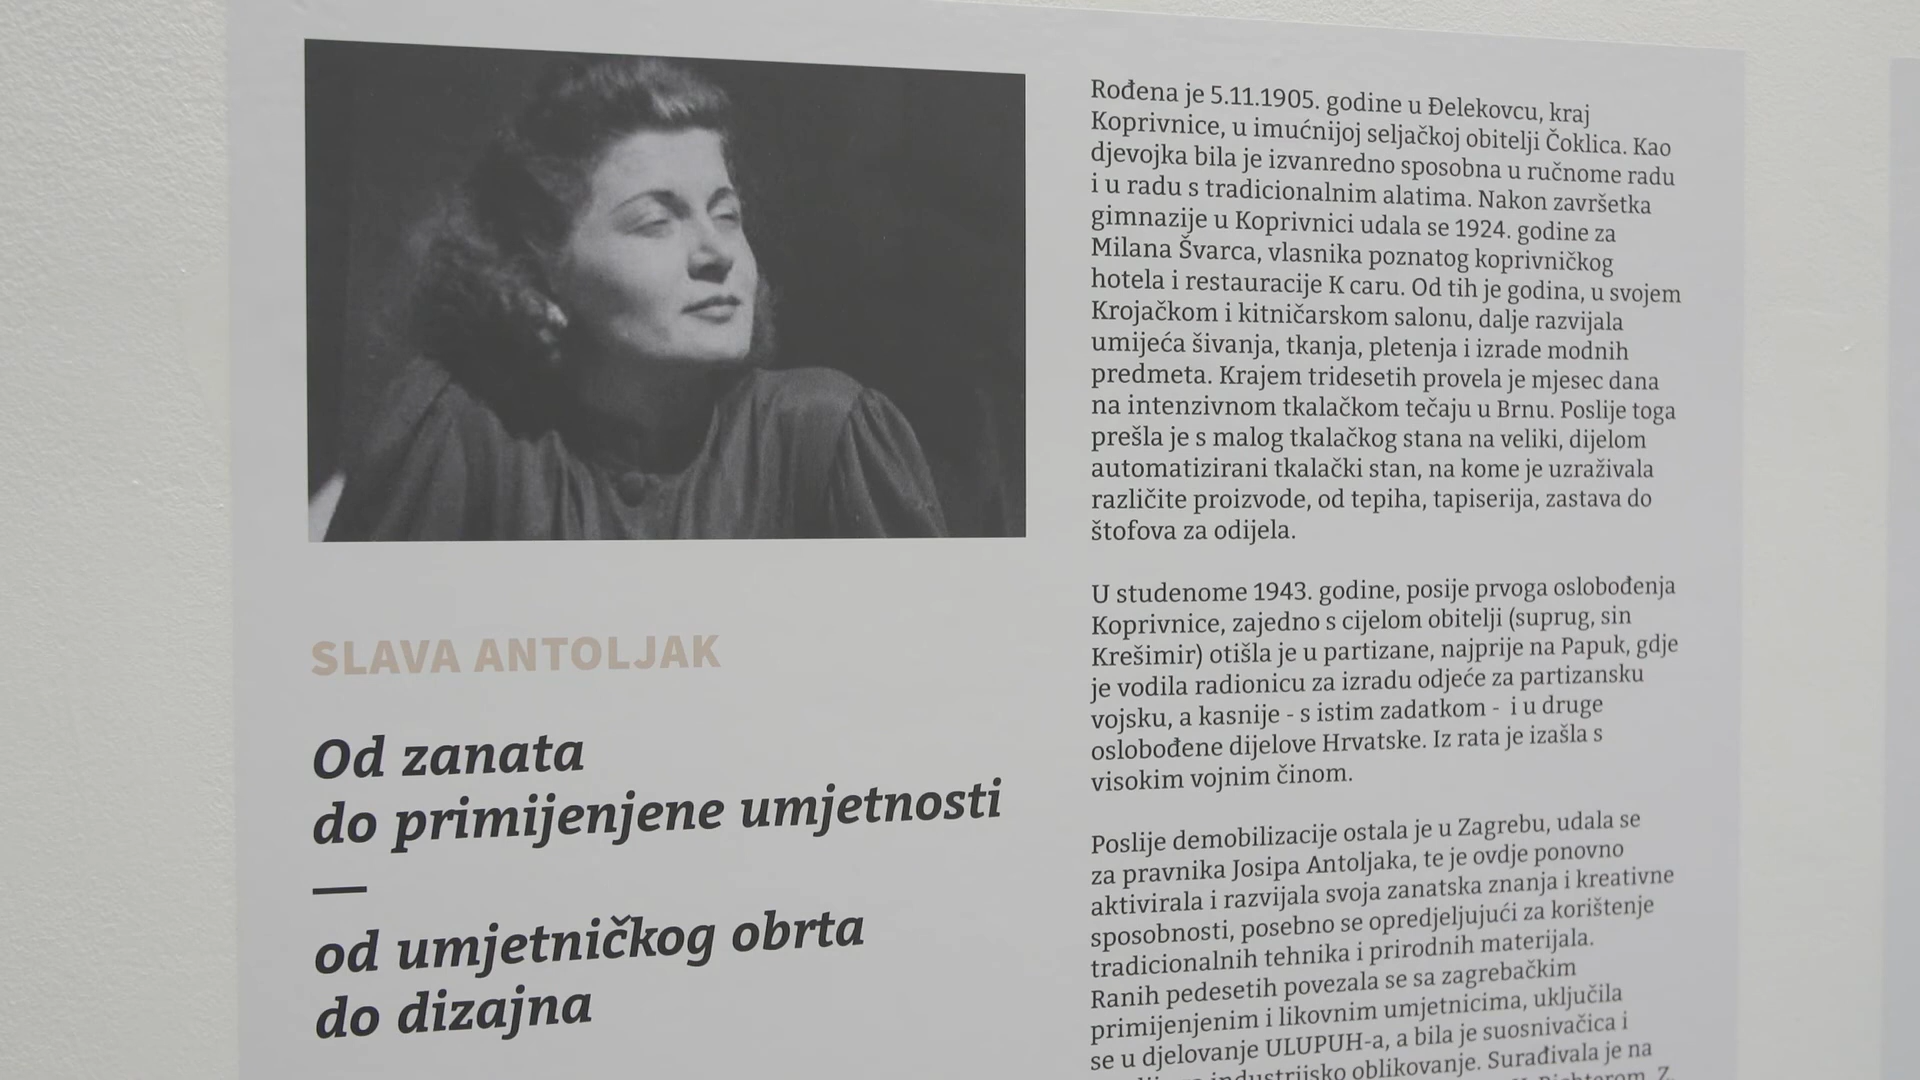 SLAVA ANTOLJAK
Od zanata
do primijenjene umjetnosti
—
od umjetničkog obrta
do dizajna
Rođena je 5.11.1905. godine u Đelekovcu, kraj
Koprivnice, u imućnijoj seljačkoj obitelji Čoklica. Kao
djevojka bila je izvanredno sposobna u ručnome radu
i u radu s tradicionalnim alatima. Nakon završetka
gimnazije u Koprivnici udala se 1924. godine za
Milana Švarca, vlasnika poznatog koprivničkog
hotela i restauracije K caru. Od tih je godina, u svojem
Krojačkom i kitničarskom salonu, dalje razvijala
umijeća šivanja, tkanja, pletenja i izrade modnih
predmeta. Krajem tridesetih provela je mjesec dana
na intenzivnom tkalačkom tečaju u Brnu. Poslije toga
prešla je s malog tkalačkog stana na veliki, dijelom
automatizirani tkalački stan, na kome je uzraživala
različite proizvode, od tepiha, tapiserija, zastava do
štofova za odijela.
U studenome 1943. godine, posije prvoga oslobođenja
Koprivnice, zajedno s cijelom obitelji (suprug, sin
Krešimir) otišla je u partizane, najprije na Papuk, gdje
je vodila radionicu za izradu odjeće za partizansku
vojsku, a kasnije - s istim zadatkom - i u druge
oslobođene dijelove Hrvatske. Iz rata je izašla s
visokim vojnim činom.
Poslije demobilizacije ostala je u Zagrebu, udala se
za pravnika Josipa Antoljaka, te je ovdje ponovno
aktivirala i razvijala svoja zanatska znanja i kreativne
sposobnosti, posebno se opredjeljujući za korištenje
tradicionalnih tehnika i prirodnih materijala.
Ranih pedesetih povezala se sa zagrebačkim
primijenjenim i likovnim umjetnicima, uključila
se u djelovanje ULUPUH-a, a bila je suosnivačica i
industrijsko oblikovanje. Surađivala je na